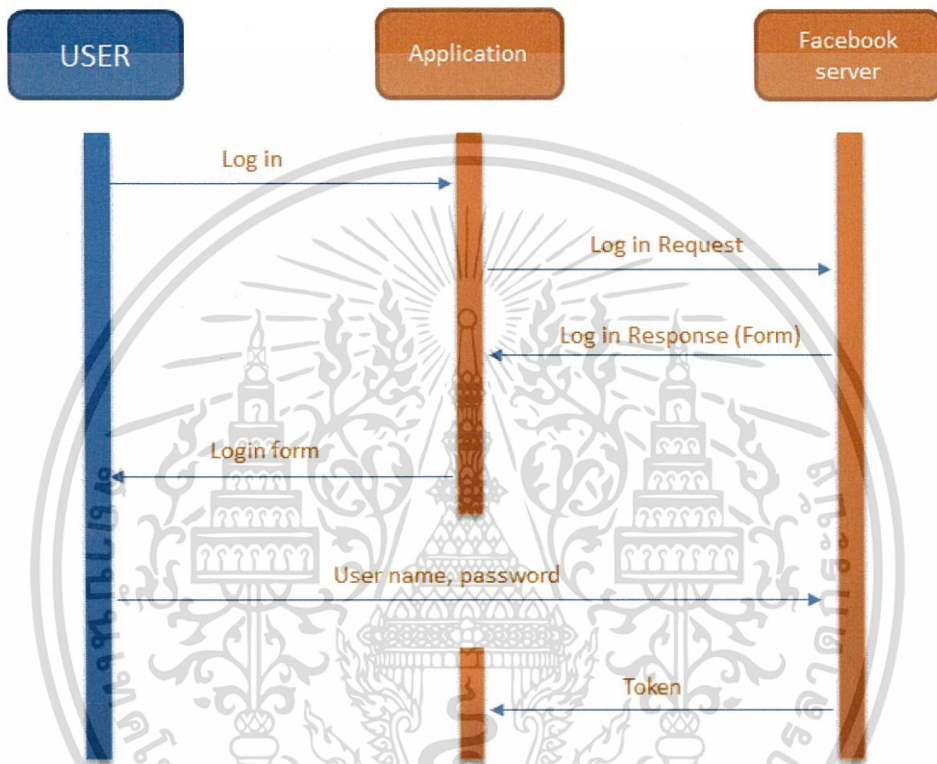 USER
Application
Facebook
server
Log in
Log in Request
Log in Response (Form)
Login form
User name, password
Token